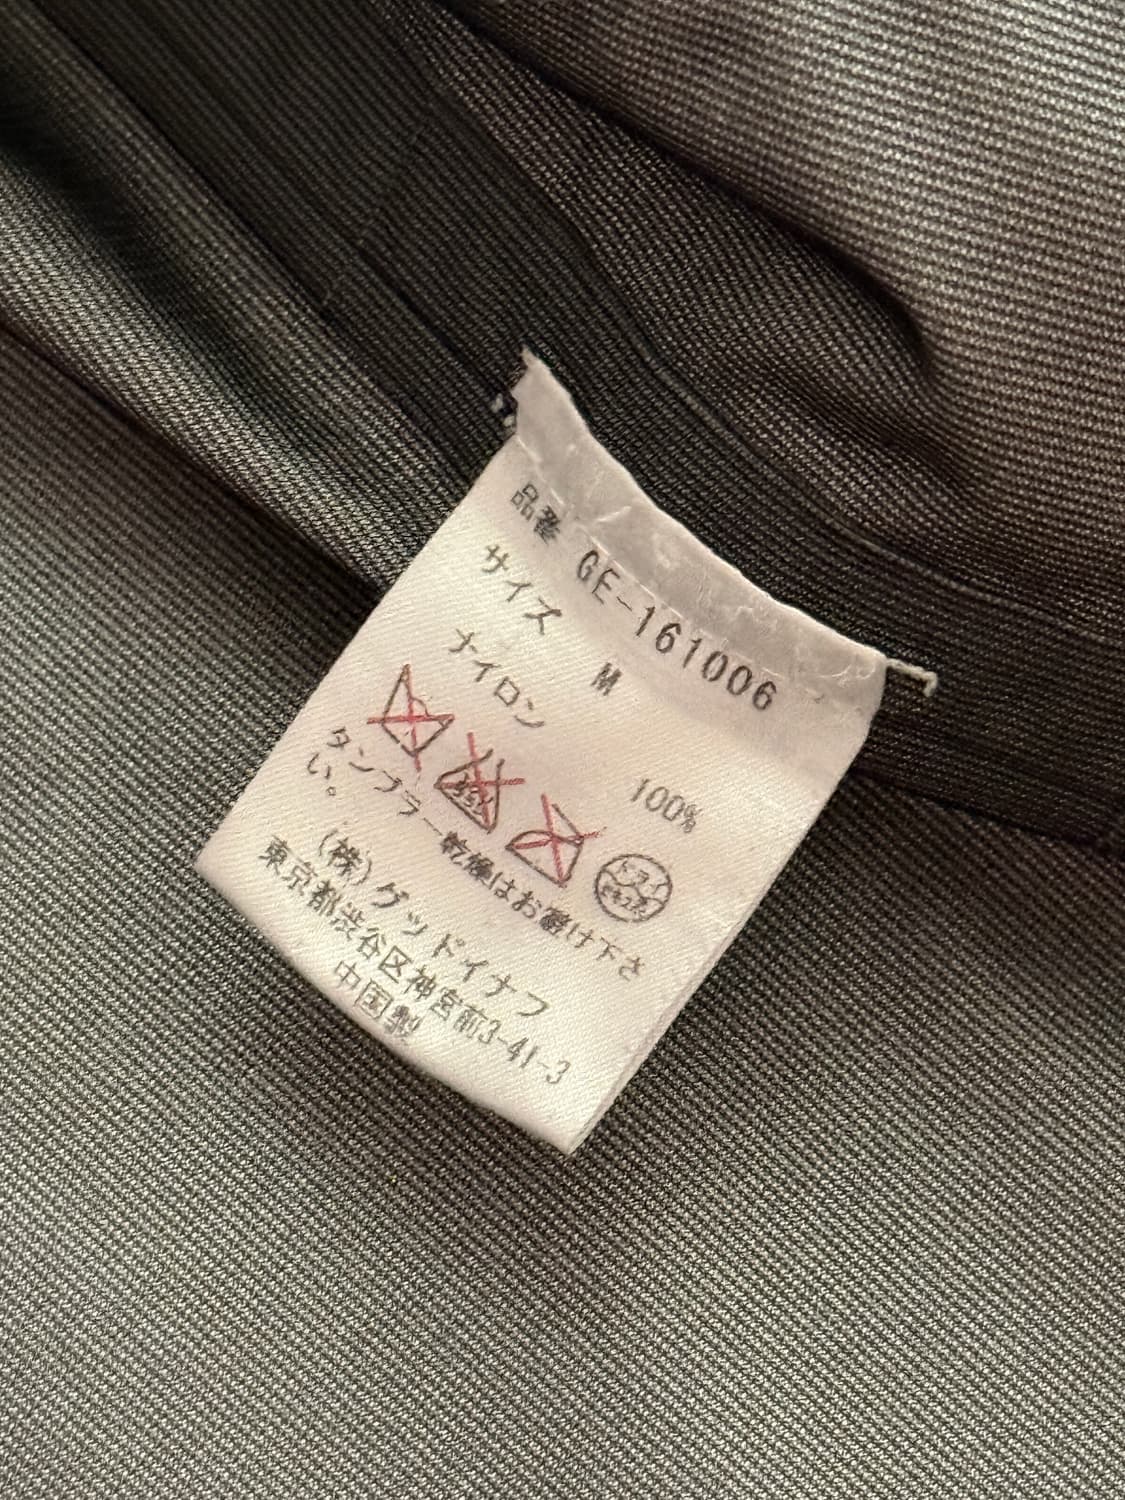 品番 GE-161006
サイズ M
ナイロン 100%
タンブラー乾燥はお避け下さ
い。
(株)グッドイナフ
東京都渋谷区神宮前3-41-3
中国製